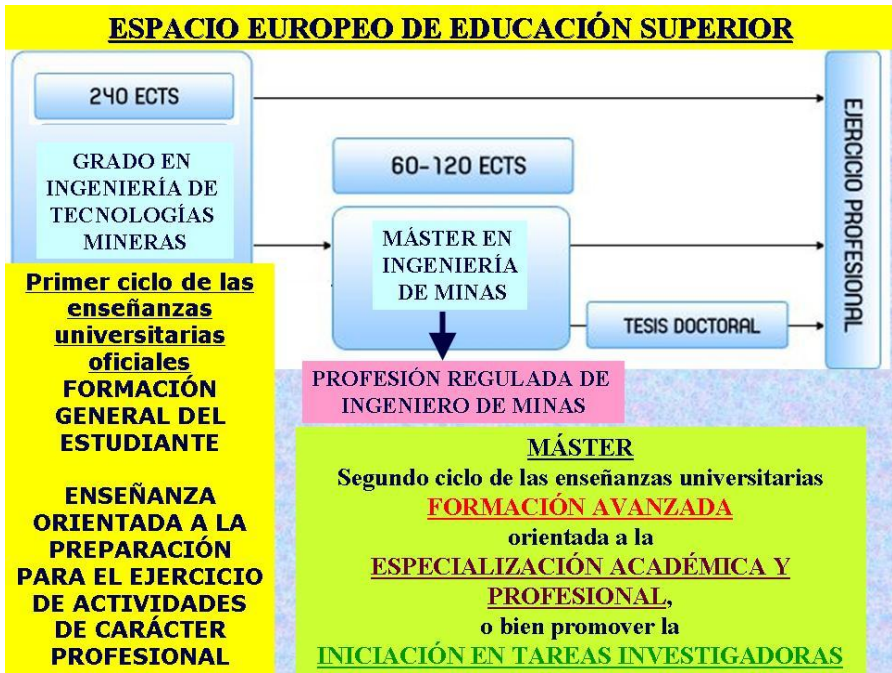 ESPACIO EUROPEO DE EDUCACIÓN SUPERIOR
240 ECTS
GRADO EN
INGENIERÍA DE
TECNOLOGÍAS
MINERAS
60-120 ECTS
MÁSTER EN
INGENIERÍA
DE MINAS
TESIS DOCTORAL
EJERCICIO PROFESIONAL
PROFESIÓN REGULADA DE
INGENIERO DE MINAS
Primer ciclo de las
enseñanzas
universitarias
oficiales
FORMACIÓN
GENERAL DEL
ESTUDIANTE
ENSEÑANZA
ORIENTADA A LA
PREPARACIÓN
PARA EL EJERCICIO
DE ACTIVIDADES
DE CARÁCTER
PROFESIONAL
MÁSTER
Segundo ciclo de las enseñanzas universitarias
FORMACIÓN AVANZADA
orientada a la
ESPECIALIZACIÓN ACADÉMICA Y
PROFESIONAL,
o bien promover la
INICIACIÓN EN TAREAS INVESTIGADORAS